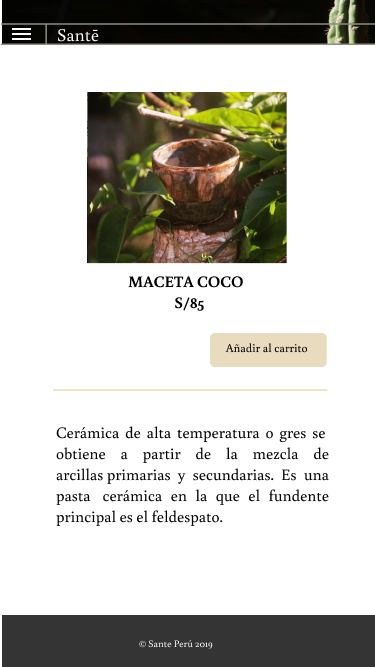 Santē
MACETA COCO
S/85
Añadir al carrito
Cerámica de alta temperatura o gres se
obtiene a partir de la mezcla de
arcillas primarias y secundarias. Es una
pasta cerámica en la que el fundente
principal es el feldespato.
© Sante Perú 2019